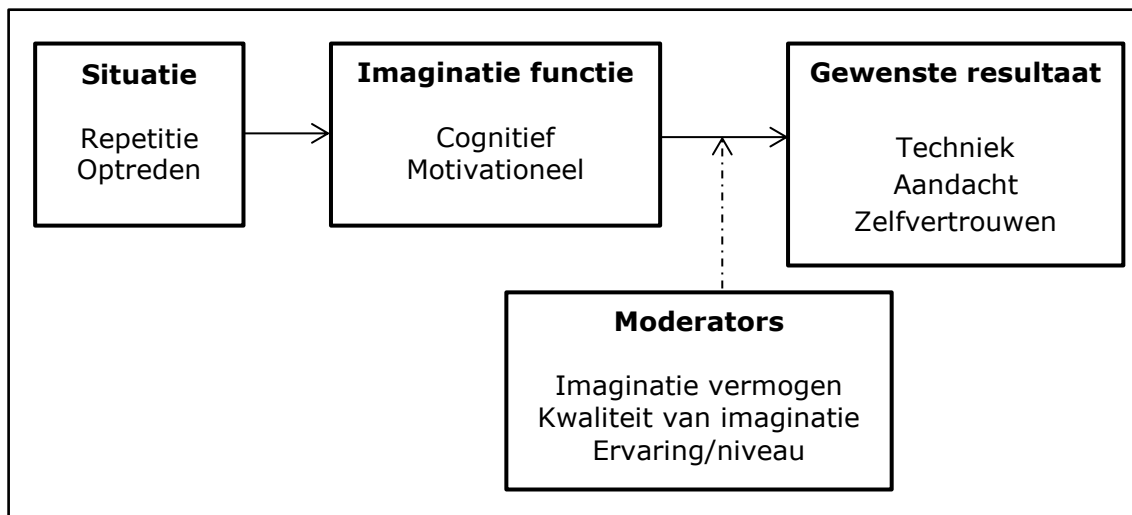 Situatie
Repetitie
Optreden
Imaginatie functie
Cognitief
Motivationeel
Gewenste resultaat
Techniek
Aandacht
Zelfvertrouwen
Moderators
Imaginatie vermogen
Kwaliteit van imaginatie
Ervaring/niveau